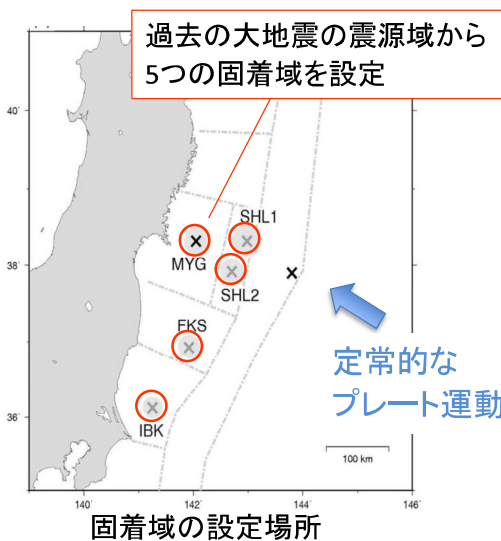 過去の大地震の震源域から
5つの固着域を設定
40°
38°
36°
SHL1
MYG
SHL2
FKS
IBK
定常的な
プレート運動
100 km
140°
142°
144°
146°
固着域の設定場所